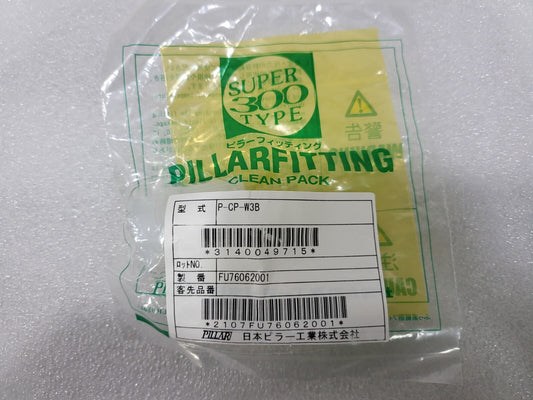 SUPER
300
TYPE
ピラーフィッティング
PILLARFITTING
CLEAN PACK
警告
注
型 式 P-CP-W3B
*3140049715*
ロットNO.
製 番 FU76062001
客先品番
*2107FU76062001*
PILLAR 日本ピラー工業株式会社
PILLAR